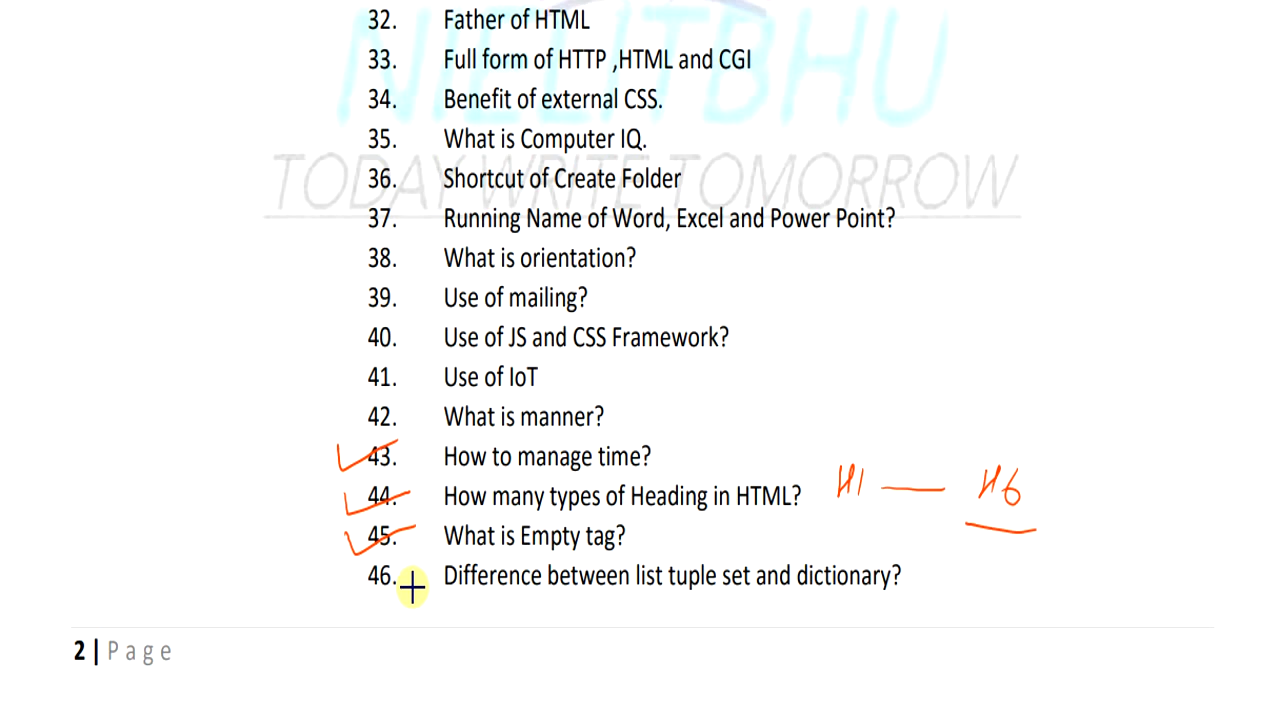 NIELITBHU
TODAY WRITE TOMORROW
32. Father of HTML
33. Full form of HTTP ,HTML and CGI
34. Benefit of external CSS.
35. What is Computer IQ.
36. Shortcut of Create Folder
37. Running Name of Word, Excel and Power Point?
38. What is orientation?
39. Use of mailing?
40. Use of JS and CSS Framework?
41. Use of IoT
42. What is manner?
43. How to manage time?
44. How many types of Heading in HTML? H1 — H6
45. What is Empty tag?
46. Difference between list tuple set and dictionary?
2 | Page